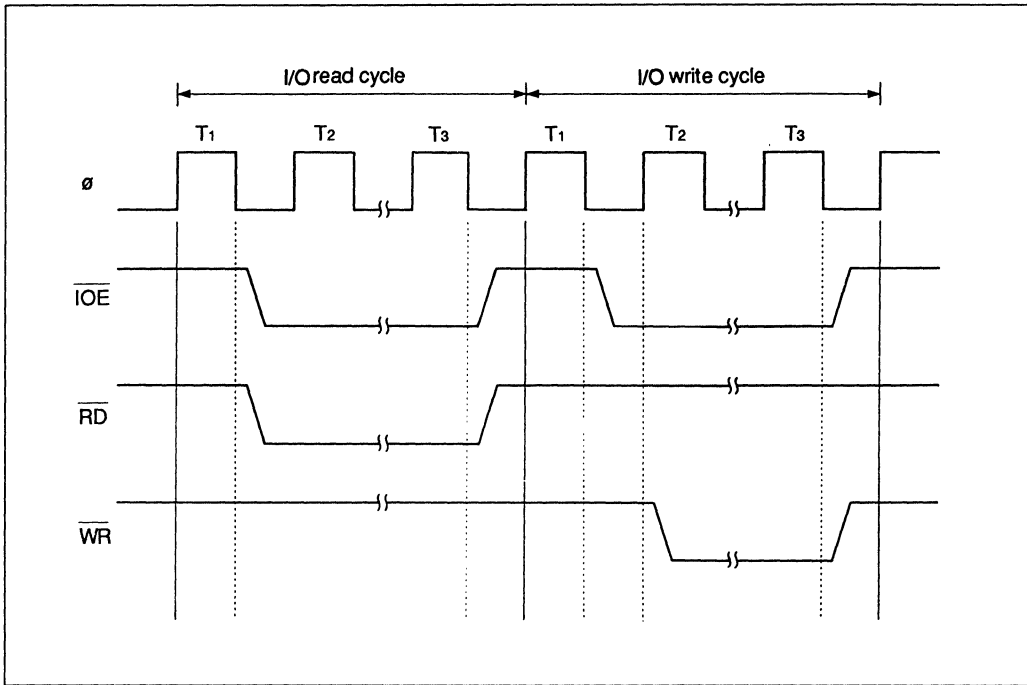 I/O read cycle I/O write cycle
T1 T2 T3 T1 T2 T3
ø
IOE
RD
WR